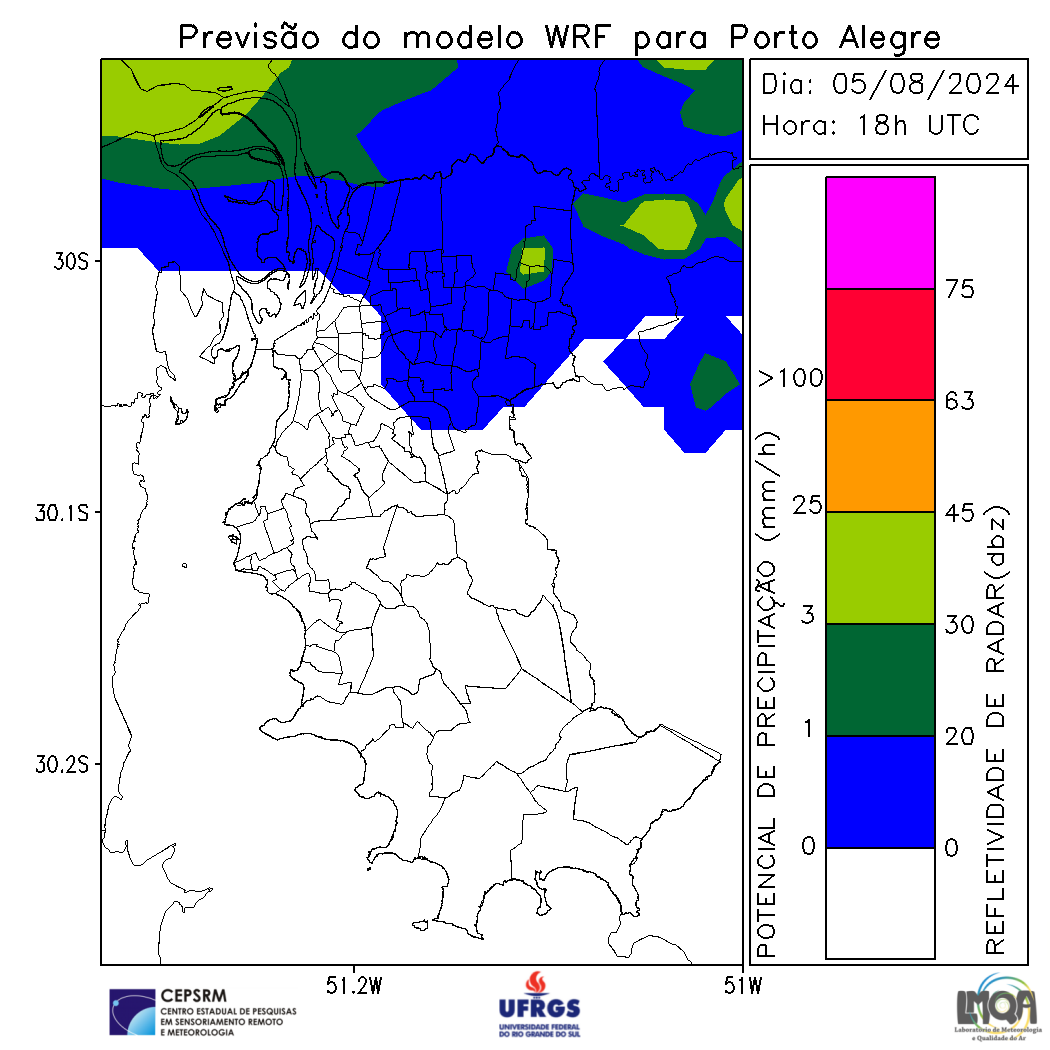 Previsão do modelo WRF para Porto Alegre
Dia: 05/08/2024
Hora: 18h UTC
30S
30.1S
30.2S
51.2W
51W
POTENCIAL DE PRECIPITAÇÃO (mm/h)
>100
25
3
1
0
75
63
45
30
20
0
REFLETIVIDADE DE RADAR(dbz)
CEPSRM
CENTRO ESTADUAL DE PESQUISAS
EM SENSORIAMENTO REMOTO
E METEOROLOGIA
UFRGS
UNIVERSIDADE FEDERAL
DO RIO GRANDE DO SUL
LMQA
Laboratório de Meteorologia
e Qualidade do Ar